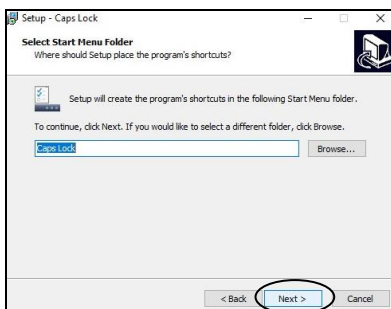 Setup - Caps Lock
Select Start Menu Folder
Where should Setup place the program's shortcuts?
Setup will create the program's shortcuts in the following Start Menu folder.
To continue, click Next. If you would like to select a different folder, click Browse.
Caps Lock
Browse...
< Back
Next >
Cancel